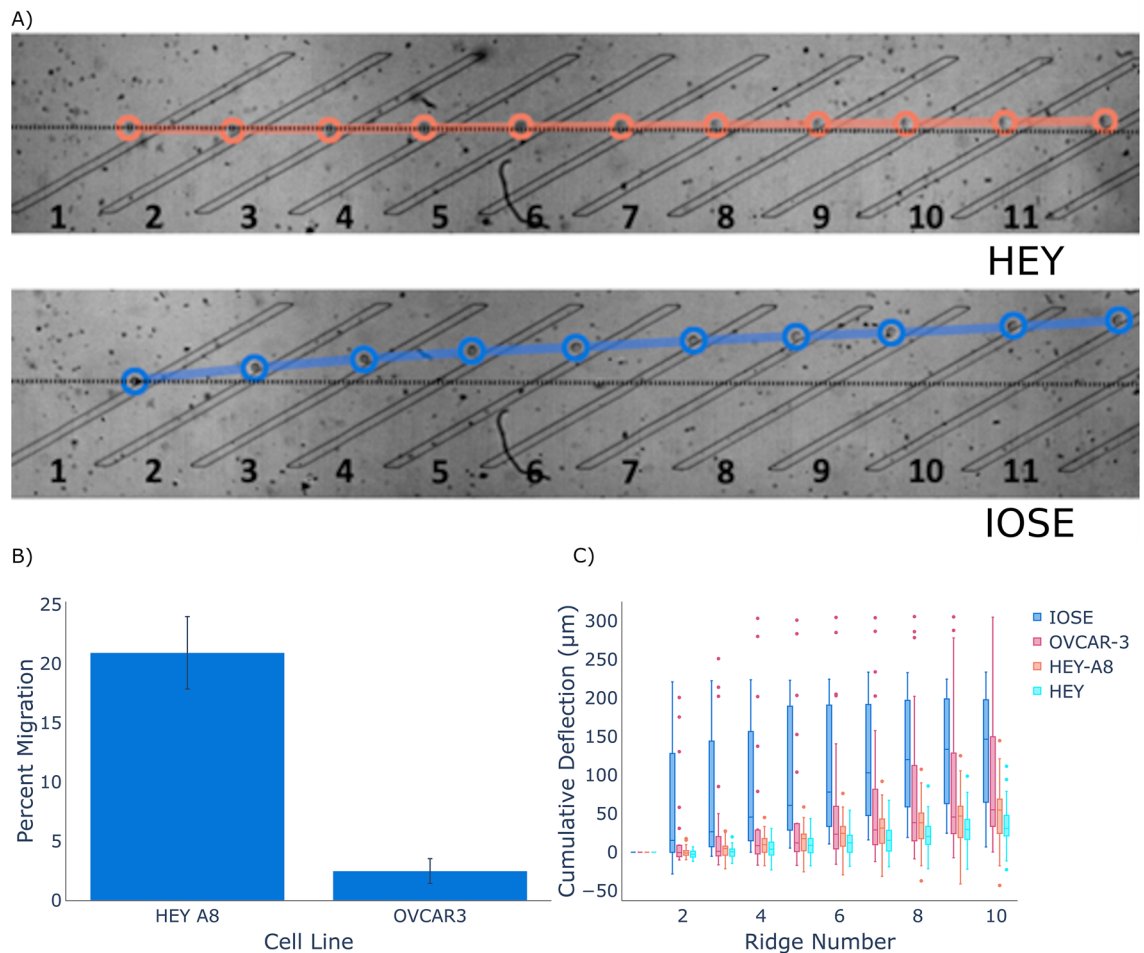 A)
1 2 3 4 5 6 7 8 9 10 11
HEY
1 2 3 4 5 6 7 8 9 10 11
IOSE
B)
25
20
15
10
5
0
Percent Migration
HEY A8 OVCAR3
Cell Line
C)
300
250
200
150
100
50
0
−50
Cumulative Deflection (μm)
2 4 6 8 10
Ridge Number
IOSE
OVCAR-3
HEY-A8
HEY